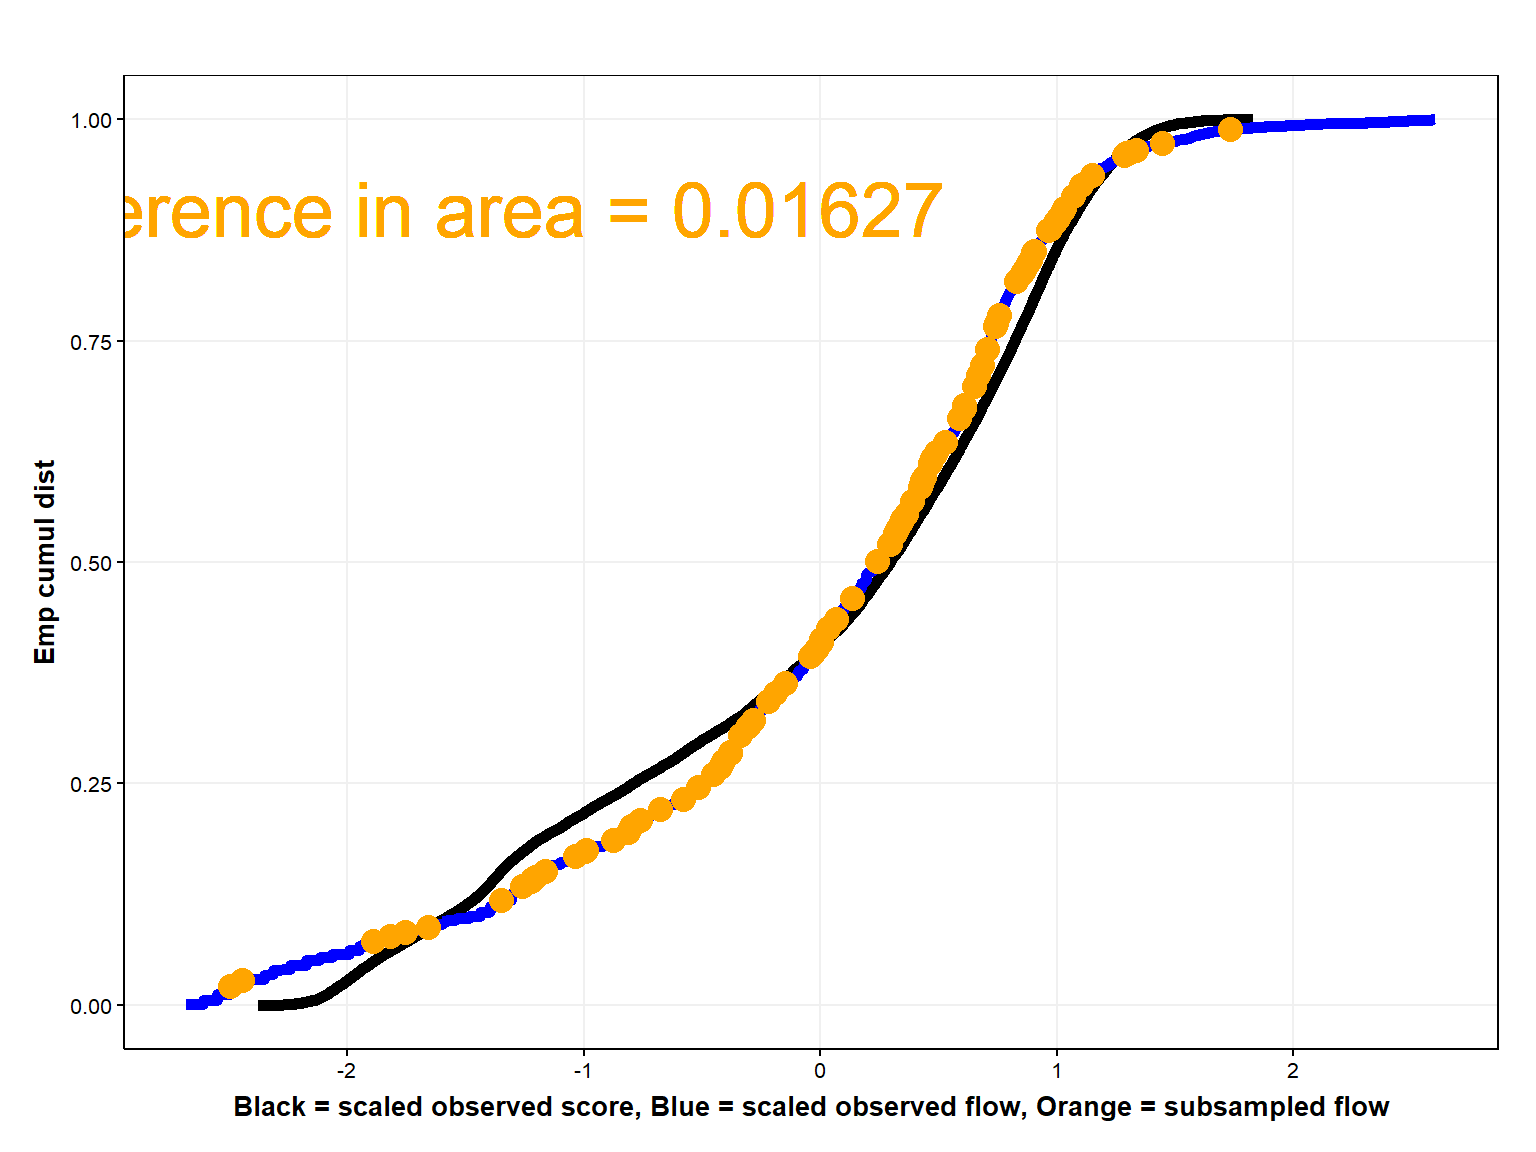 erence in area = 0.01627
1.00
0.75
0.50
0.25
0.00
Emp cumul dist
-2 -1 0 1 2
Black = scaled observed score, Blue = scaled observed flow, Orange = subsampled flow